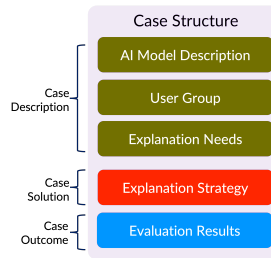 Case Structure
AI Model Description
Case
Description
User Group
Explanation Needs
Case
Solution
Explanation Strategy
Case
Outcome
Evaluation Results